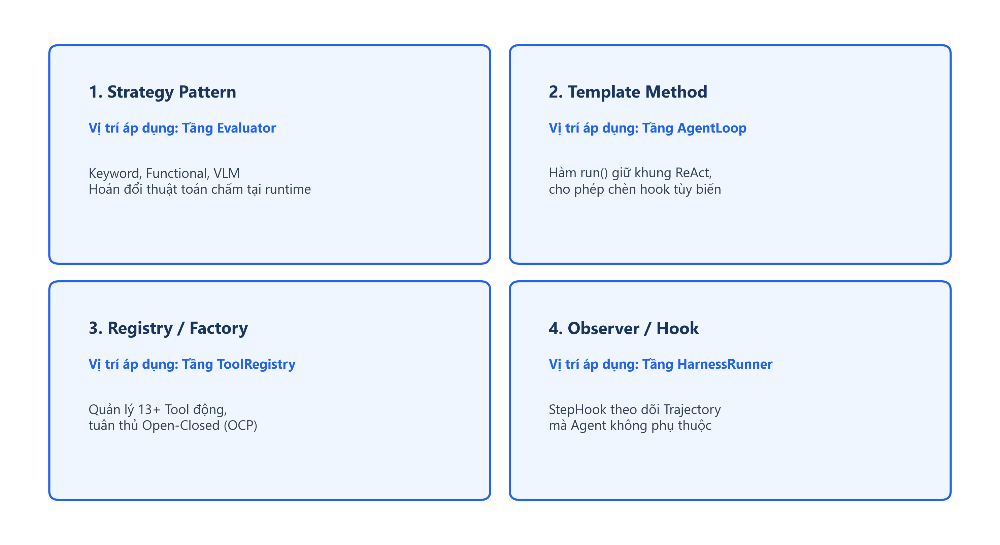 1. Strategy Pattern
Vị trí áp dụng: Tầng Evaluator
Keyword, Functional, VLM
Hoán đổi thuật toán chấm tại runtime
2. Template Method
Vị trí áp dụng: Tầng AgentLoop
Hàm run() giữ khung ReAct,
cho phép chèn hook tùy biến
3. Registry / Factory
Vị trí áp dụng: Tầng ToolRegistry
Quản lý 13+ Tool động,
tuân thủ Open-Closed (OCP)
4. Observer / Hook
Vị trí áp dụng: Tầng HarnessRunner
StepHook theo dõi Trajectory
mà Agent không phụ thuộc